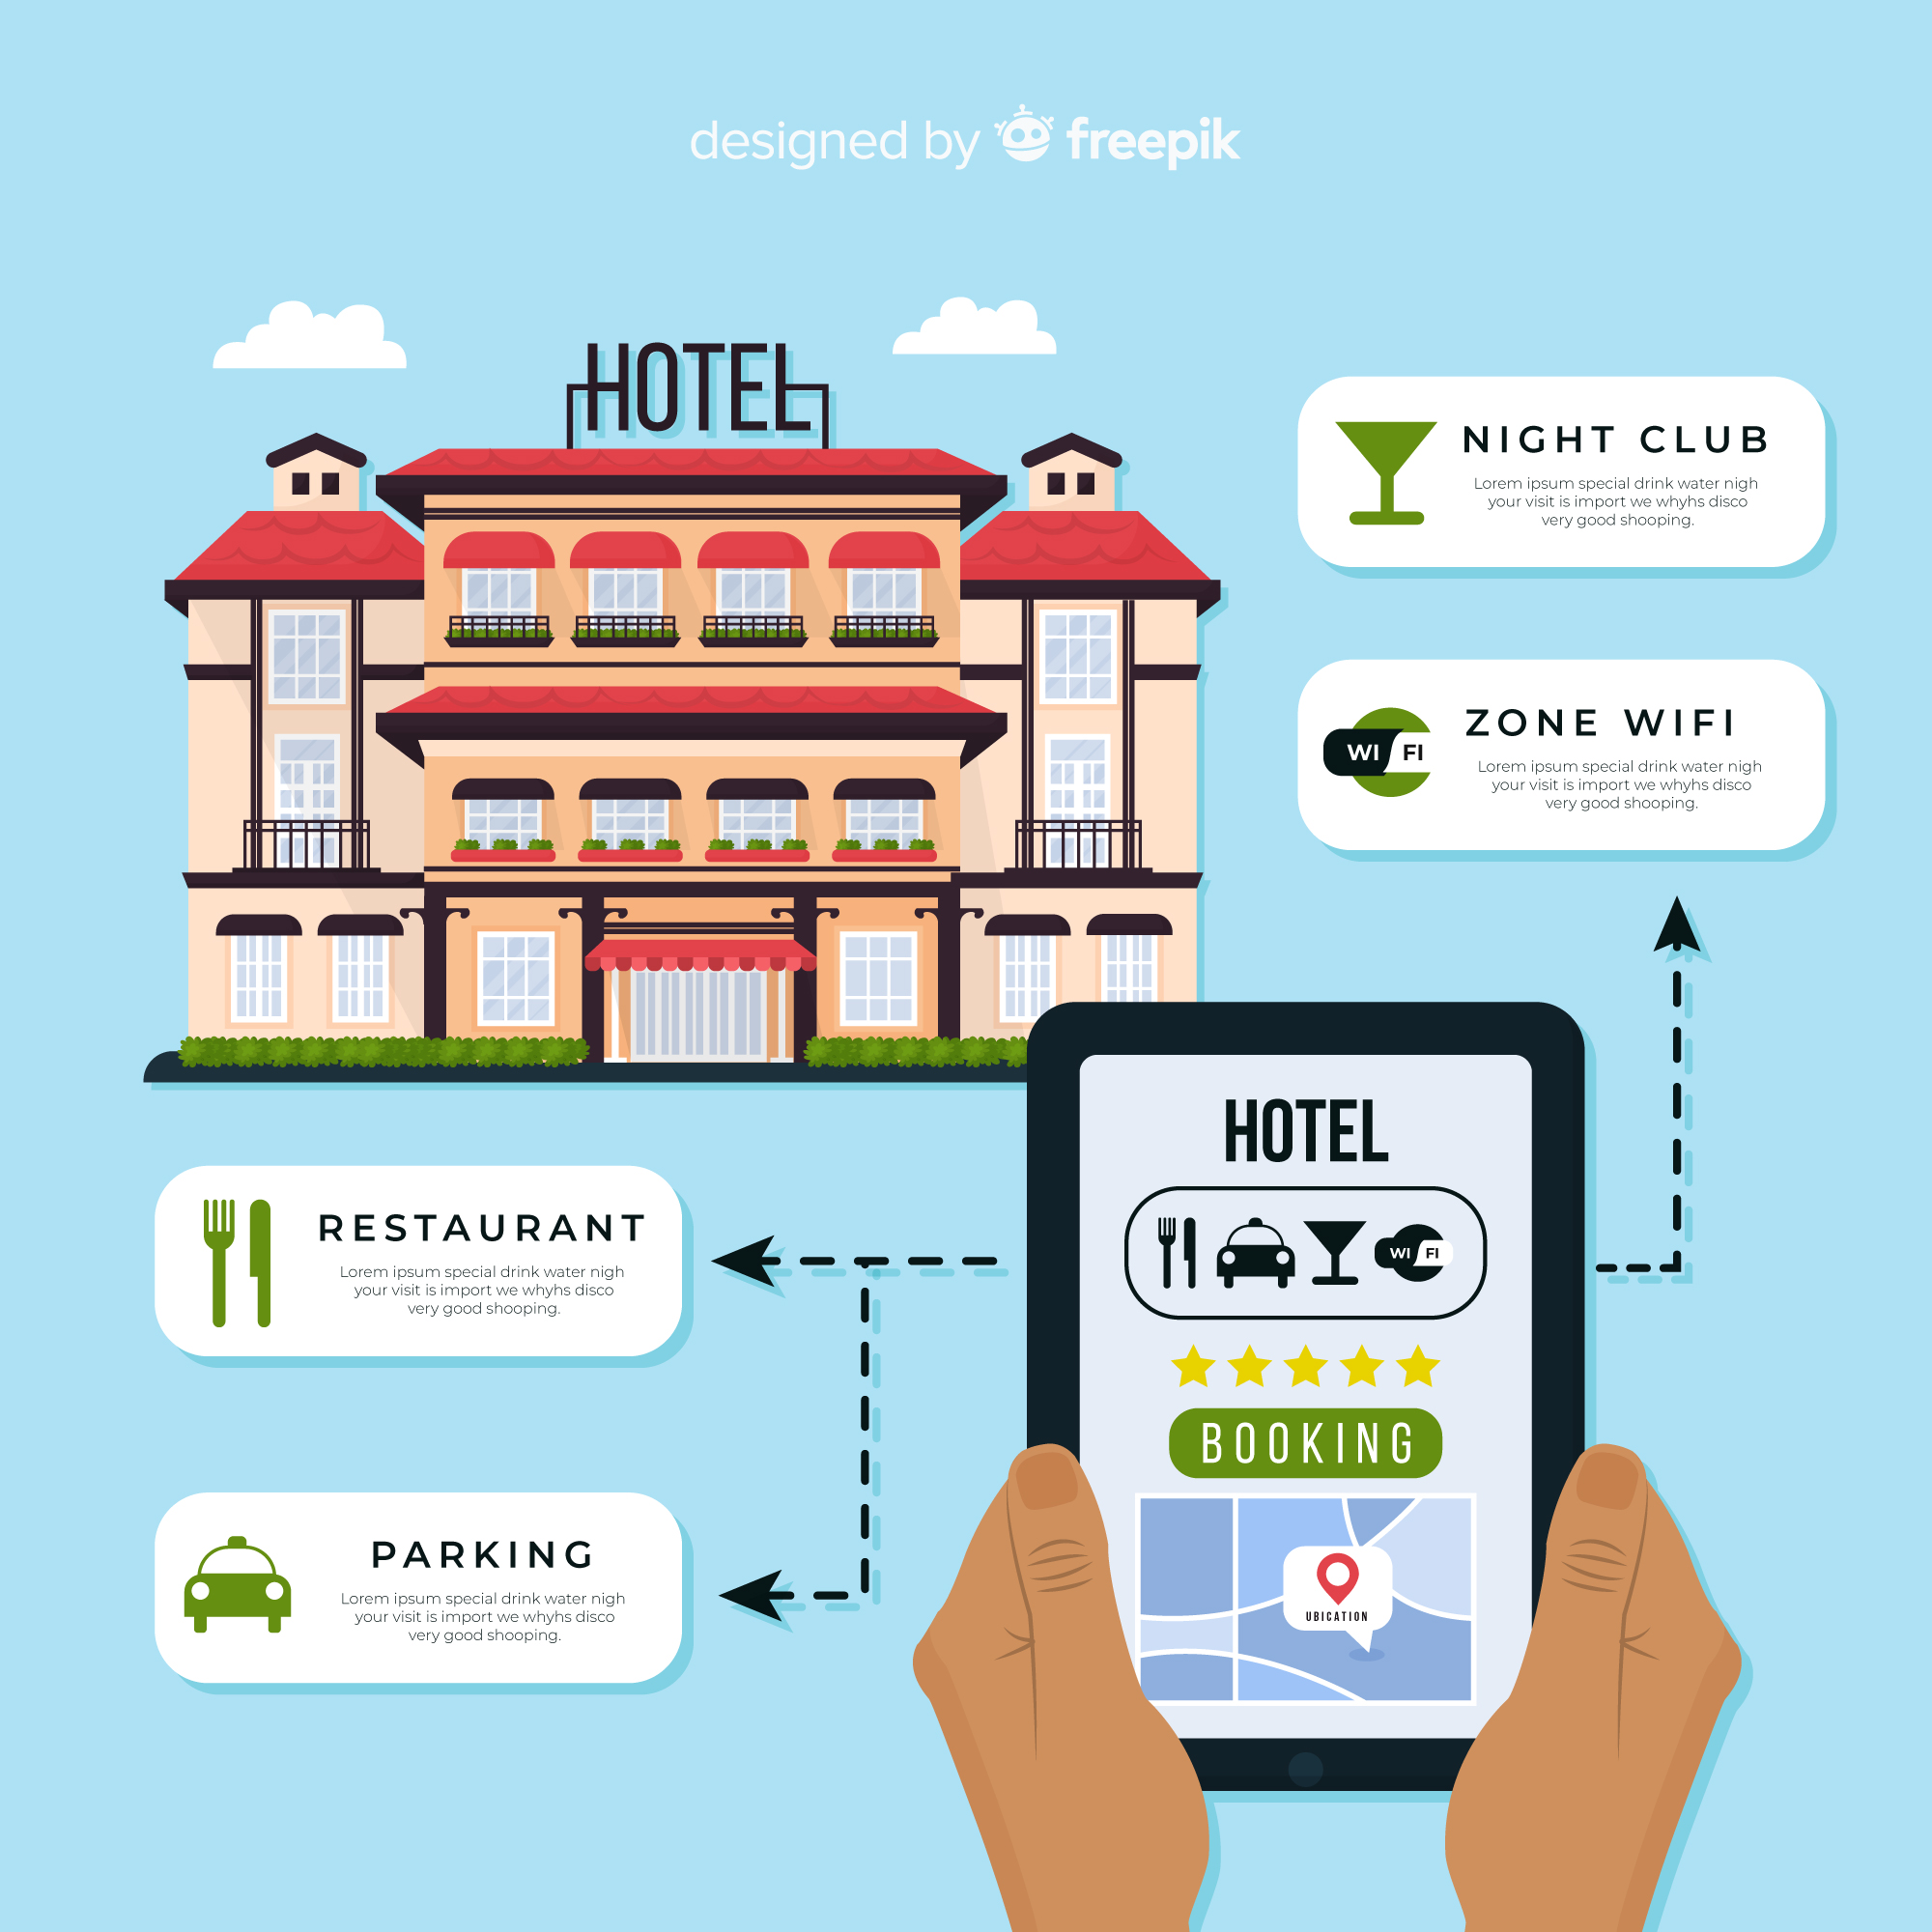 designed by freepik
HOTEL
NIGHT CLUB
Lorem ipsum special drink water nigh
your visit is import we whyhs disco
very good shooping.
ZONE WIFI
WI FI
Lorem ipsum special drink water nigh
your visit is import we whyhs disco
very good shooping.
RESTAURANT
Lorem ipsum special drink water nigh
your visit is import we whyhs disco
very good shooping.
PARKING
Lorem ipsum special drink water nigh
your visit is import we whyhs disco
very good shooping.
HOTEL
WI FI
BOOKING
UBICATION